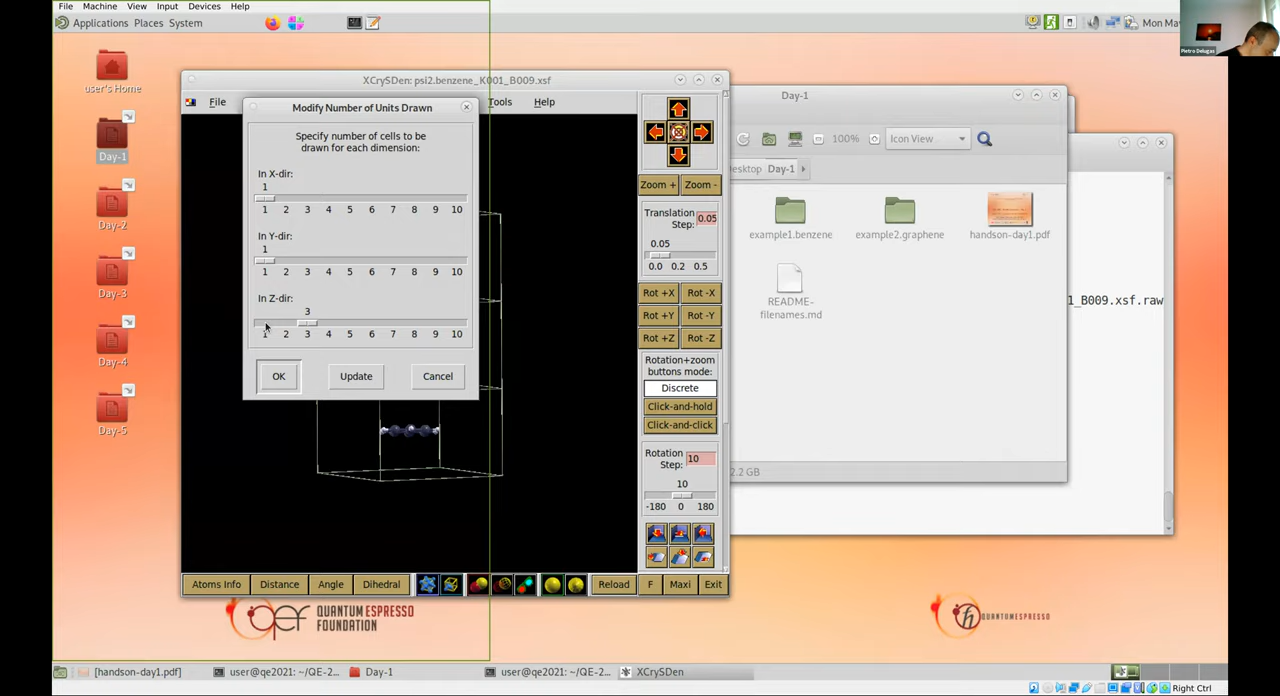 File Machine View Input Devices Help
Applications Places System
Mon May
Pietro Delugas
user's Home
Day-1
Day-2
Day-3
Day-4
Day-5
XCrySDen: psi2.benzene_K001_B009.xsf
File
Tools Help
Modify Number of Units Drawn
Specify number of cells to be
drawn for each dimension:
In X-dir:
1
1 2 3 4 5 6 7 8 9 10
In Y-dir:
1
1 2 3 4 5 6 7 8 9 10
In Z-dir:
3
1 2 3 4 5 6 7 8 9 10
OK Update Cancel
Zoom + Zoom -
Translation
Step: 0.05
0.05
0.0 0.2 0.5
Rot +X Rot -X
Rot +Y Rot -Y
Rot +Z Rot -Z
Rotation+zoom
buttons mode:
Discrete
Click-and-hold
Click-and-click
Rotation
Step: 10
10
-180 0 180
Atoms Info Distance Angle Dihedral Reload F Maxi Exit
Day-1
100% Icon View
esktop Day-1
example1.benzene example2.graphene handson-day1.pdf
README-
filenames.md
2.2 GB
1_B009.xsf.raw
QUANTUM ESPRESSO
FOUNDATION
QUANTUM ESPRESSO
[handson-day1.pdf] user@qe2021: ~/QE-2... Day-1 user@qe2021: ~/QE-2... XCrySDen
Right Ctrl